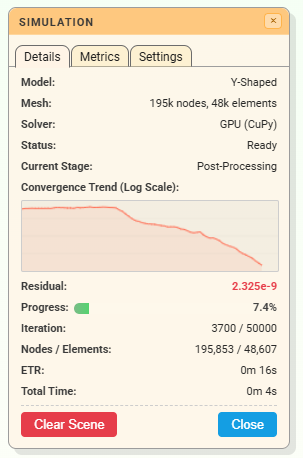 SIMULATION ×
Details Metrics Settings
Model: Y-Shaped
Mesh: 195k nodes, 48k elements
Solver: GPU (CuPy)
Status: Ready
Current Stage: Post-Processing
Convergence Trend (Log Scale):
Residual: 2.325e-9
Progress: 7.4%
Iteration: 3700 / 50000
Nodes / Elements: 195,853 / 48,607
ETR: 0m 16s
Total Time: 0m 4s
Clear Scene Close